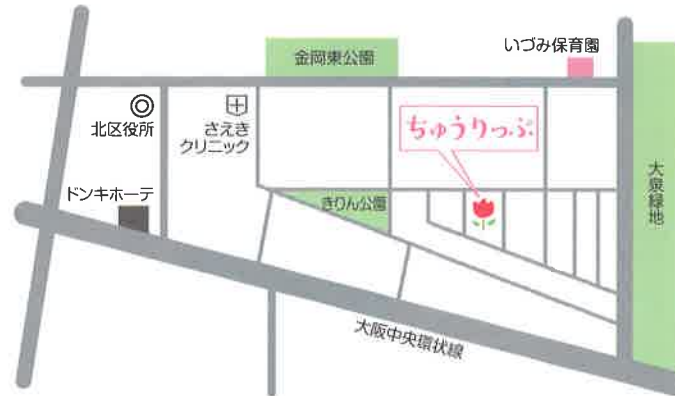 金岡東公園
いづみ保育園
北区役所
さえき
クリニック
ちゅうりっぷ
ドンキホーテ
きりん公園
大泉緑地
大阪中央環状線